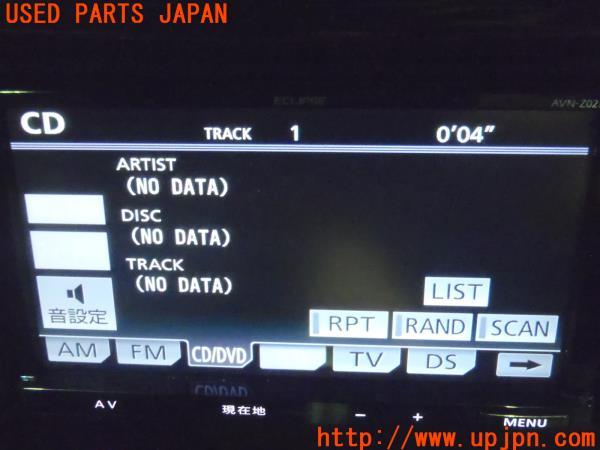 USED PARTS JAPAN
ECLIPSE
CD
TRACK 1 0'04"
ARTIST
(NO DATA)
DISC
(NO DATA)
TRACK
(NO DATA)
LIST
音設定
RPT RAND SCAN
AM FM CD/DVD TV DS
AV 現在地 - + MENU
http://www.upjpn.com